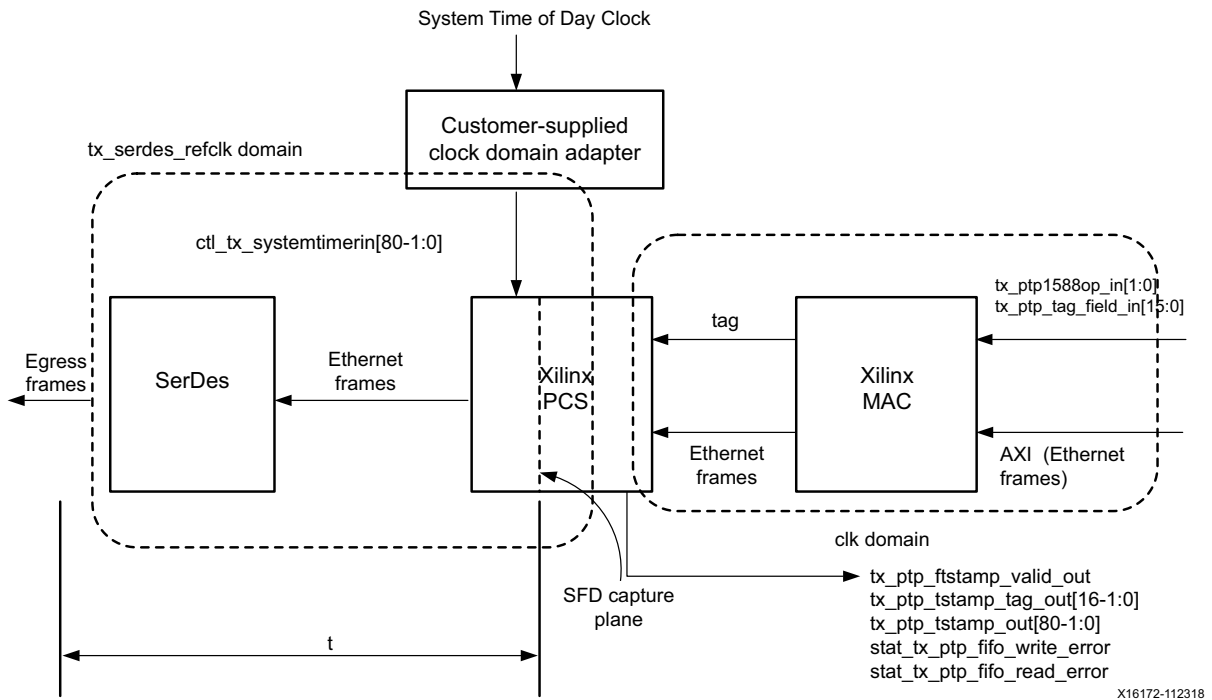 System Time of Day Clock
Customer-supplied
clock domain adapter
tx_serdes_refclk domain
ctl_tx_systemtimerin[80-1:0]
tx_ptp1588op_in[1:0]
tx_ptp_tag_field_in[15:0]
tag
Egress
frames
SerDes
Ethernet
frames
Xilinx
PCS
Xilinx
MAC
Ethernet
frames
AXI (Ethernet
frames)
clk domain
SFD capture
plane
tx_ptp_ftstamp_valid_out
tx_ptp_tstamp_tag_out[16-1:0]
tx_ptp_tstamp_out[80-1:0]
stat_tx_ptp_fifo_write_error
stat_tx_ptp_fifo_read_error
t
X16172-112318